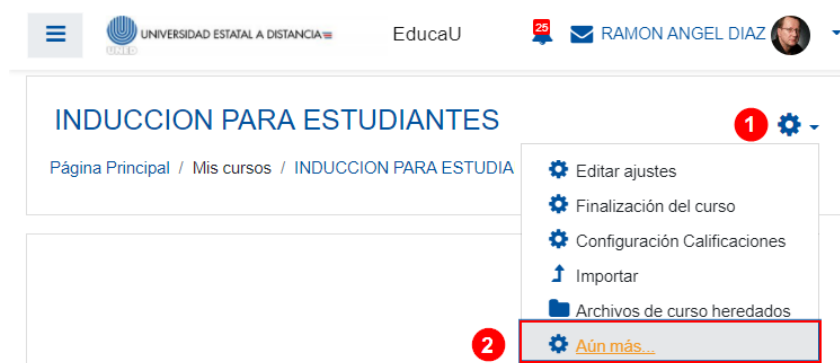 UNIVERSIDAD ESTATAL A DISTANCIA EducaU 25 RAMON ANGEL DIAZ
UNED
INDUCCION PARA ESTUDIANTES 1
Página Principal / Mis cursos / INDUCCION PARA ESTUDIA
Editar ajustes
Finalización del curso
Configuración Calificaciones
Importar
Archivos de curso heredados
2 Aún más...